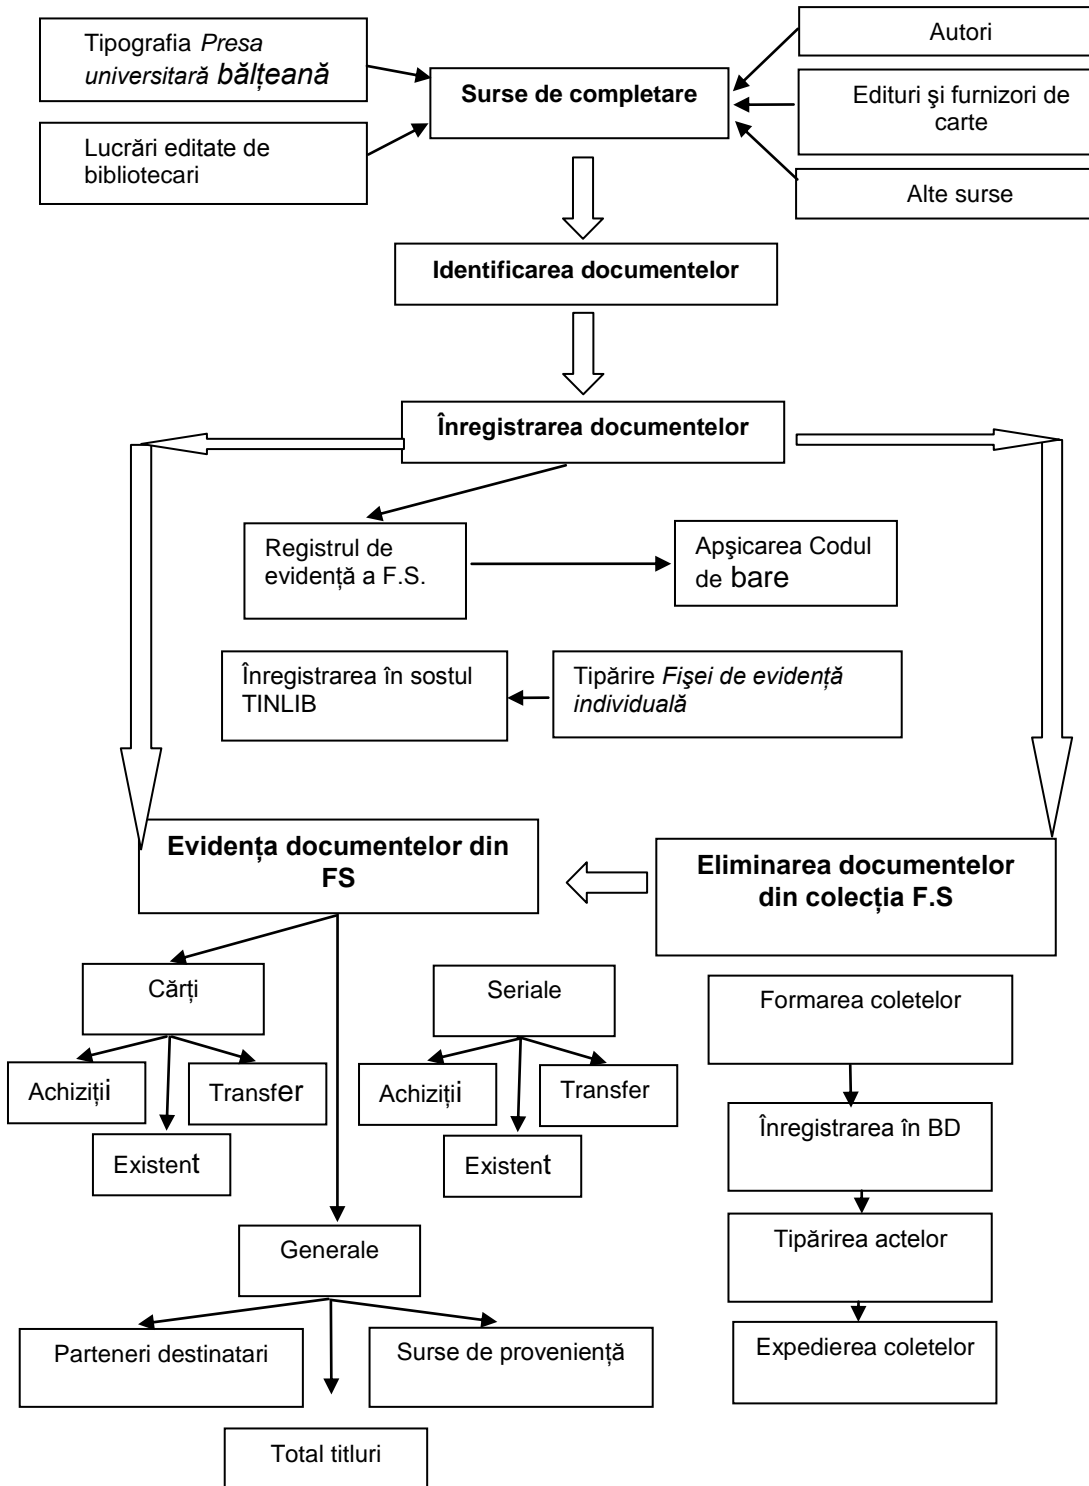 Tipografia Presa
universitară bălțeană
Lucrări editate de
bibliotecari
Surse de completare
Autori
Edituri şi furnizori de
carte
Alte surse
Identificarea documentelor
Înregistrarea documentelor
Registrul de
evidență a F.S.
Apşicarea Codul
de bare
Înregistrarea în sostul
TINLIB
Tipărire Fişei de evidență
individuală
Evidența documentelor din
FS
Eliminarea documentelor
din colecția F.S
Cărți
Seriale
Formarea coletelor
Achiziții
Transfer
Existent
Achiziții
Transfer
Existent
Înregistrarea în BD
Generale
Tipărirea actelor
Parteneri destinatari
Surse de proveniență
Expedierea coletelor
Total titluri